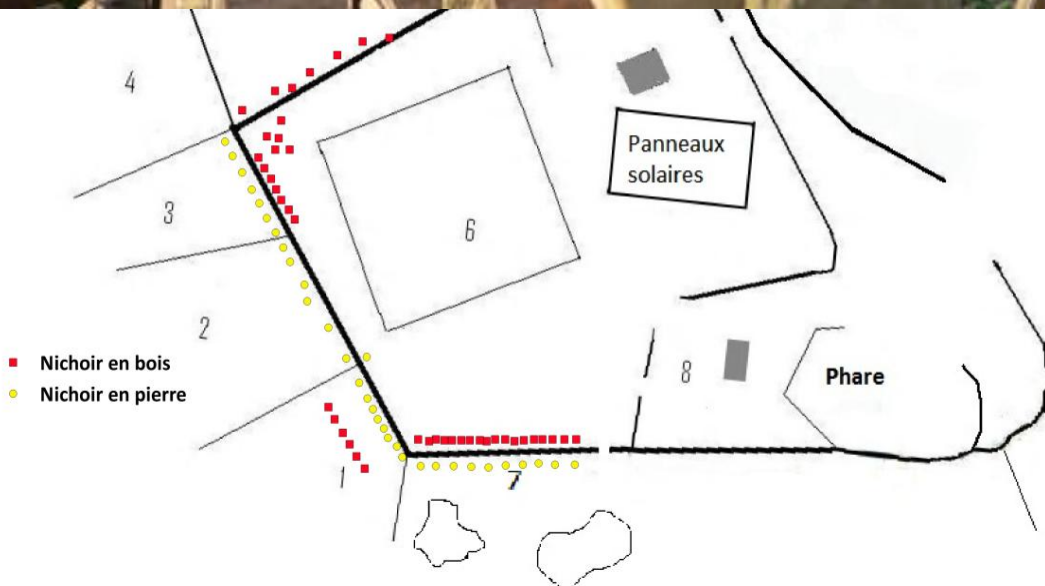 4
Panneaux
solaires
3
6
2
Nichoir en bois
8
Phare
Nichoir en pierre
1
7